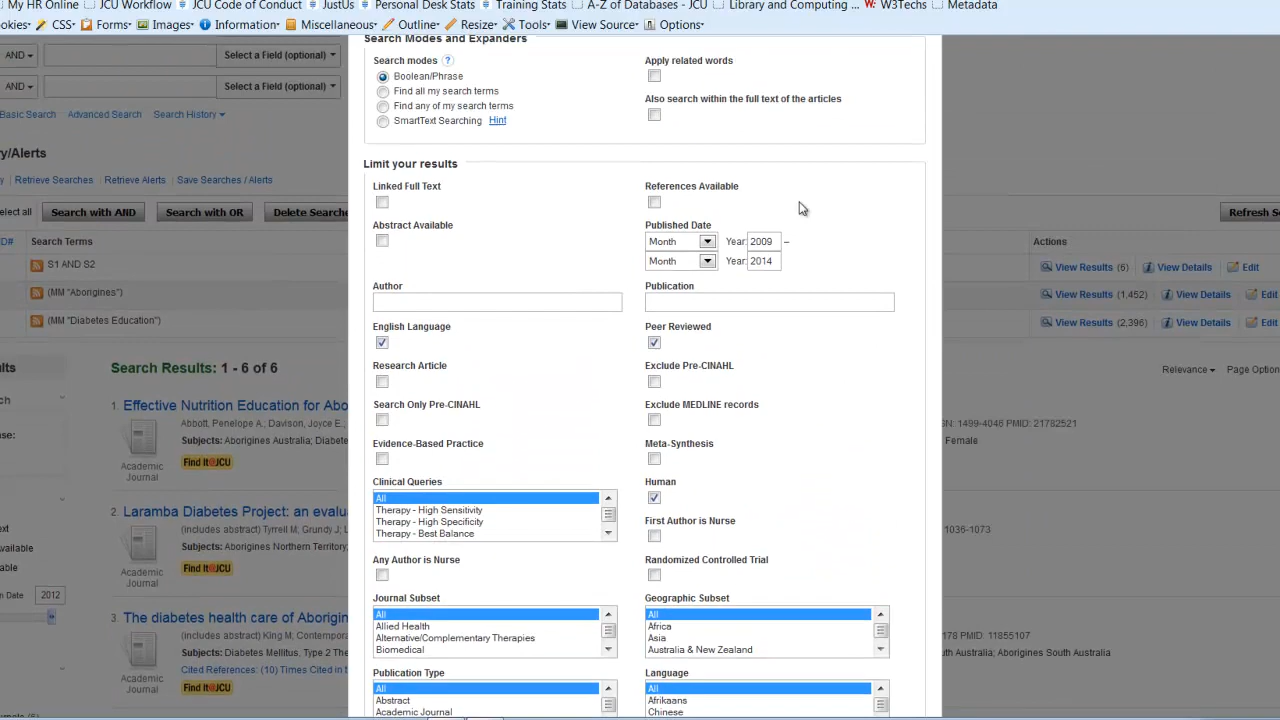 My HR Online JCU Workflow JCU Code of Conduct JustUs Personal Desk Stats Training Stats A-Z of Databases - JCU Library and Computing ... W3Techs Metadata
ookies CSS Forms Images Information Miscellaneous Outline Resize Tools View Source Options
Search Modes and Expanders
AND Select a Field (optional)
AND Select a Field (optional)
Basic Search Advanced Search Search History
ry/Alerts
Retrieve Searches Retrieve Alerts Save Searches / Alerts
elect all Search with AND Search with OR Delete Searche
Refresh S
ID# Search Terms
Actions
S1 AND S2
View Results (6) View Details Edit
(MM "Aborigines")
View Results (1,452) View Details Edit
(MM "Diabetes Education")
View Results (2,396) View Details Edit
Search modes ?
Boolean/Phrase
Find all my search terms
Find any of my search terms
SmartText Searching Hint
Apply related words
Also search within the full text of the articles
Limit your results
Linked Full Text
References Available
Abstract Available
Published Date
Month Year: 2009 –
Month Year: 2014
Author
Publication
English Language
Peer Reviewed
Research Article
Exclude Pre-CINAHL
Search Only Pre-CINAHL
Exclude MEDLINE records
Evidence-Based Practice
Meta-Synthesis
Clinical Queries
All
Therapy - High Sensitivity
Therapy - High Specificity
Therapy - Best Balance
Human
First Author is Nurse
Any Author is Nurse
Randomized Controlled Trial
Journal Subset
All
Allied Health
Alternative/Complementary Therapies
Biomedical
Geographic Subset
All
Africa
Asia
Australia & New Zealand
Publication Type
All
Abstract
Academic Journal
Language
All
Afrikaans
Chinese
ults
Search Results: 1 - 6 of 6
Relevance Page Option
rch
se:
1. Effective Nutrition Education for Abo
Abbott, Penelope A.; Davison, Joyce E.;
SN: 1499-4046 PMID: 21782521
Subjects: Aborigines Australia; Diabete
Female
Academic
Journal
Find It@JCU
2. Laramba Diabetes Project: an evalua
(includes abstract) Tyrrell M; Grundy J; L
1036-1073
Subjects: Aborigines Northern Territory;
Academic
Journal
Find It@JCU
ext
vailable
lable
n Date 2012
3. The diabetes health care of Aborigin
(includes abstract) King M; Contempora
178 PMID: 11855107
Subjects: Diabetes Mellitus, Type 2 The
outh Australia; Aborigines South Australia;
Cited References: (10) Times Cited in t
Academic
Journal
Find It@JCU